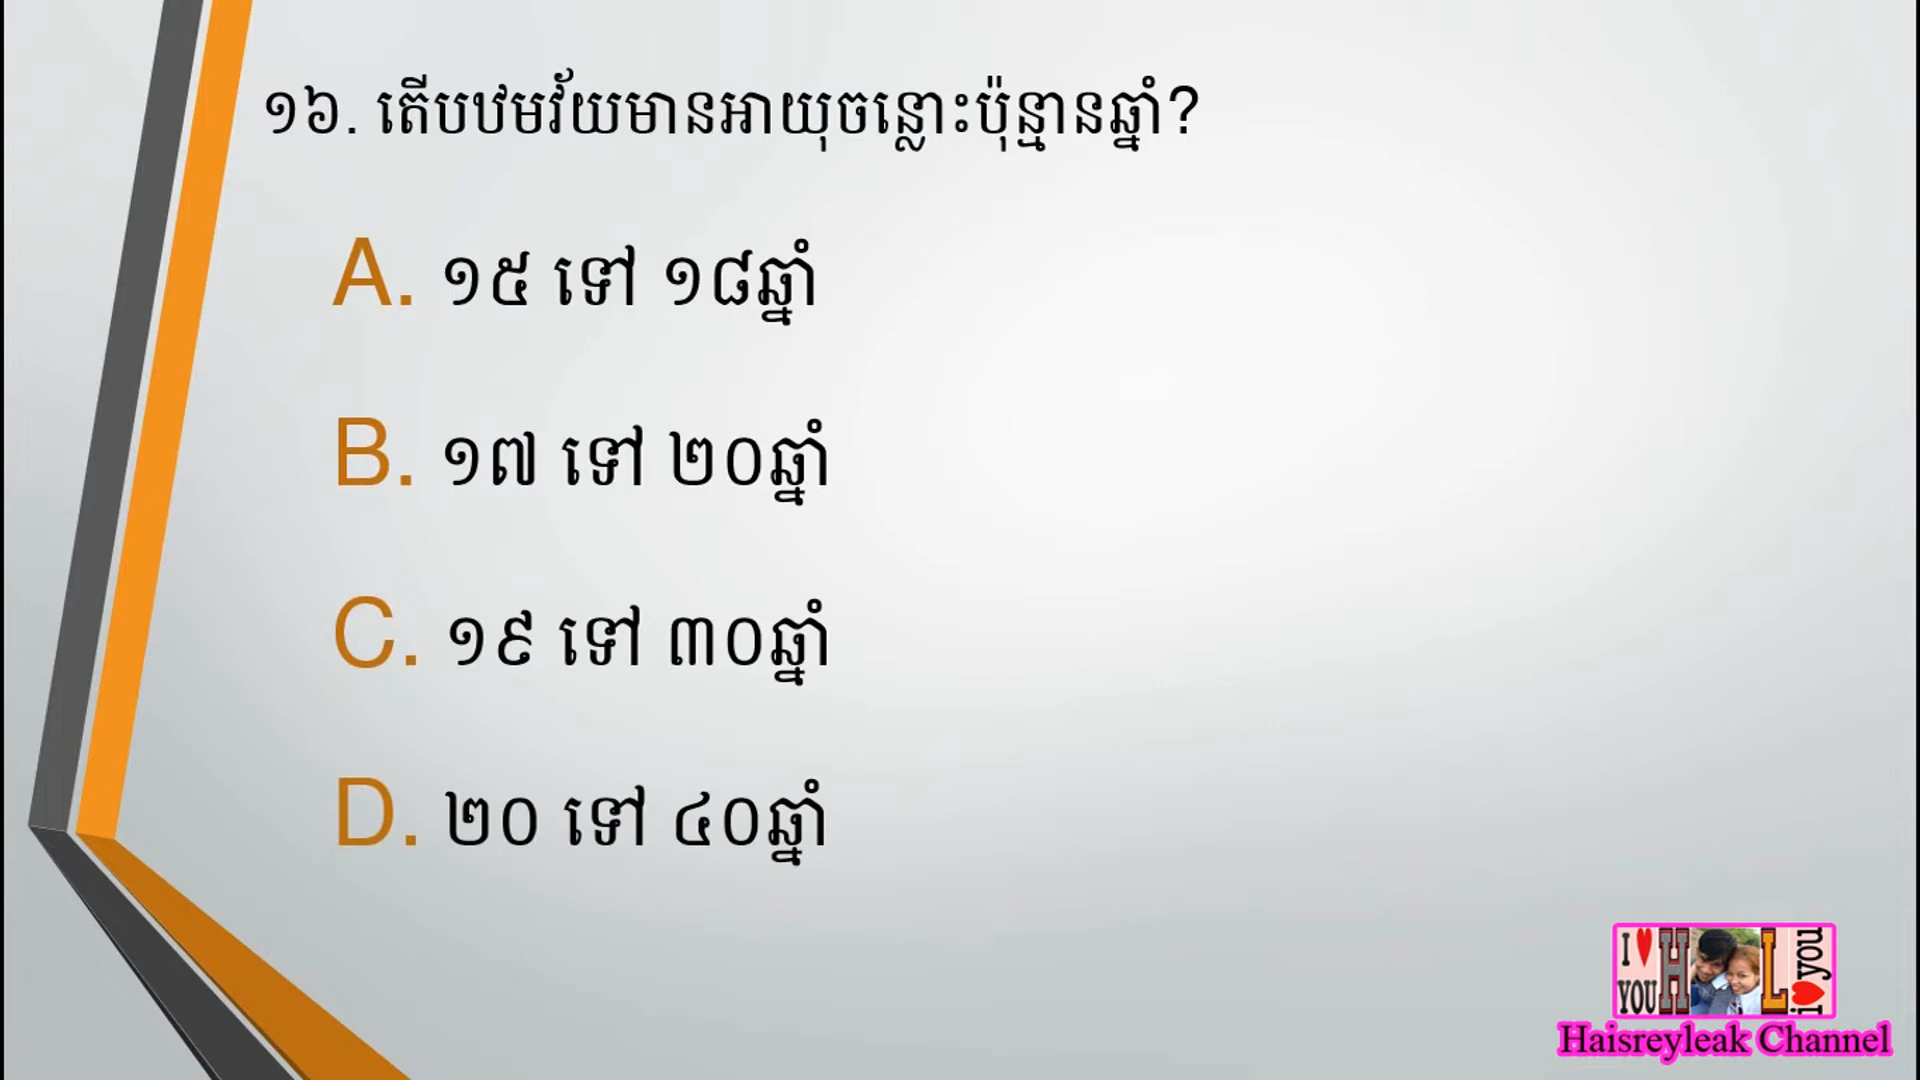 ១៦. តើបឋមវ័យមានអាយុចន្លោះប៉ុន្មានឆ្នាំ?
A. ១៥ ទៅ ១៨ឆ្នាំ
B. ១៧ ទៅ ២០ឆ្នាំ
C. ១៩ ទៅ ៣០ឆ្នាំ
D. ២០ ទៅ ៤០ឆ្នាំ
I ♥ YOU H L i ♥ you
Haisreyleak Channel